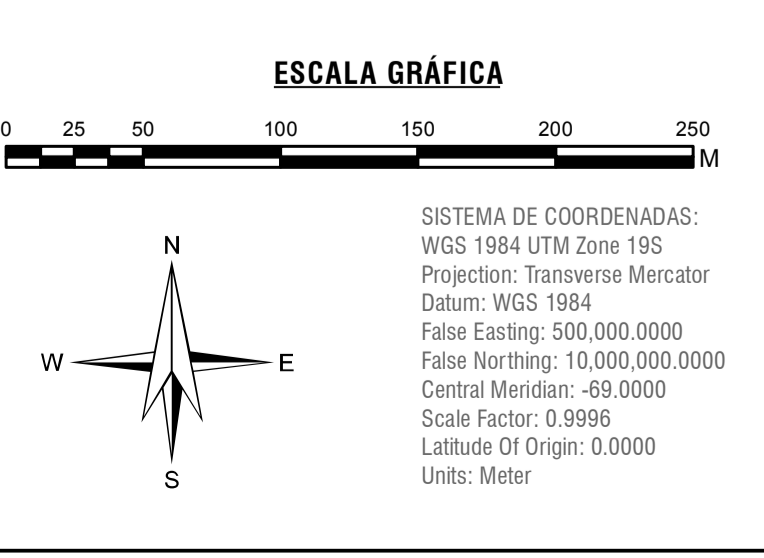 ESCALA GRÁFICA
0 25 50 100 150 200 250
M
SISTEMA DE COORDENADAS:
WGS 1984 UTM Zone 19S
Projection: Transverse Mercator
Datum: WGS 1984
False Easting: 500,000.0000
False Northing: 10,000,000.0000
Central Meridian: -69.0000
Scale Factor: 0.9996
Latitude Of Origin: 0.0000
Units: Meter
N
W E
S